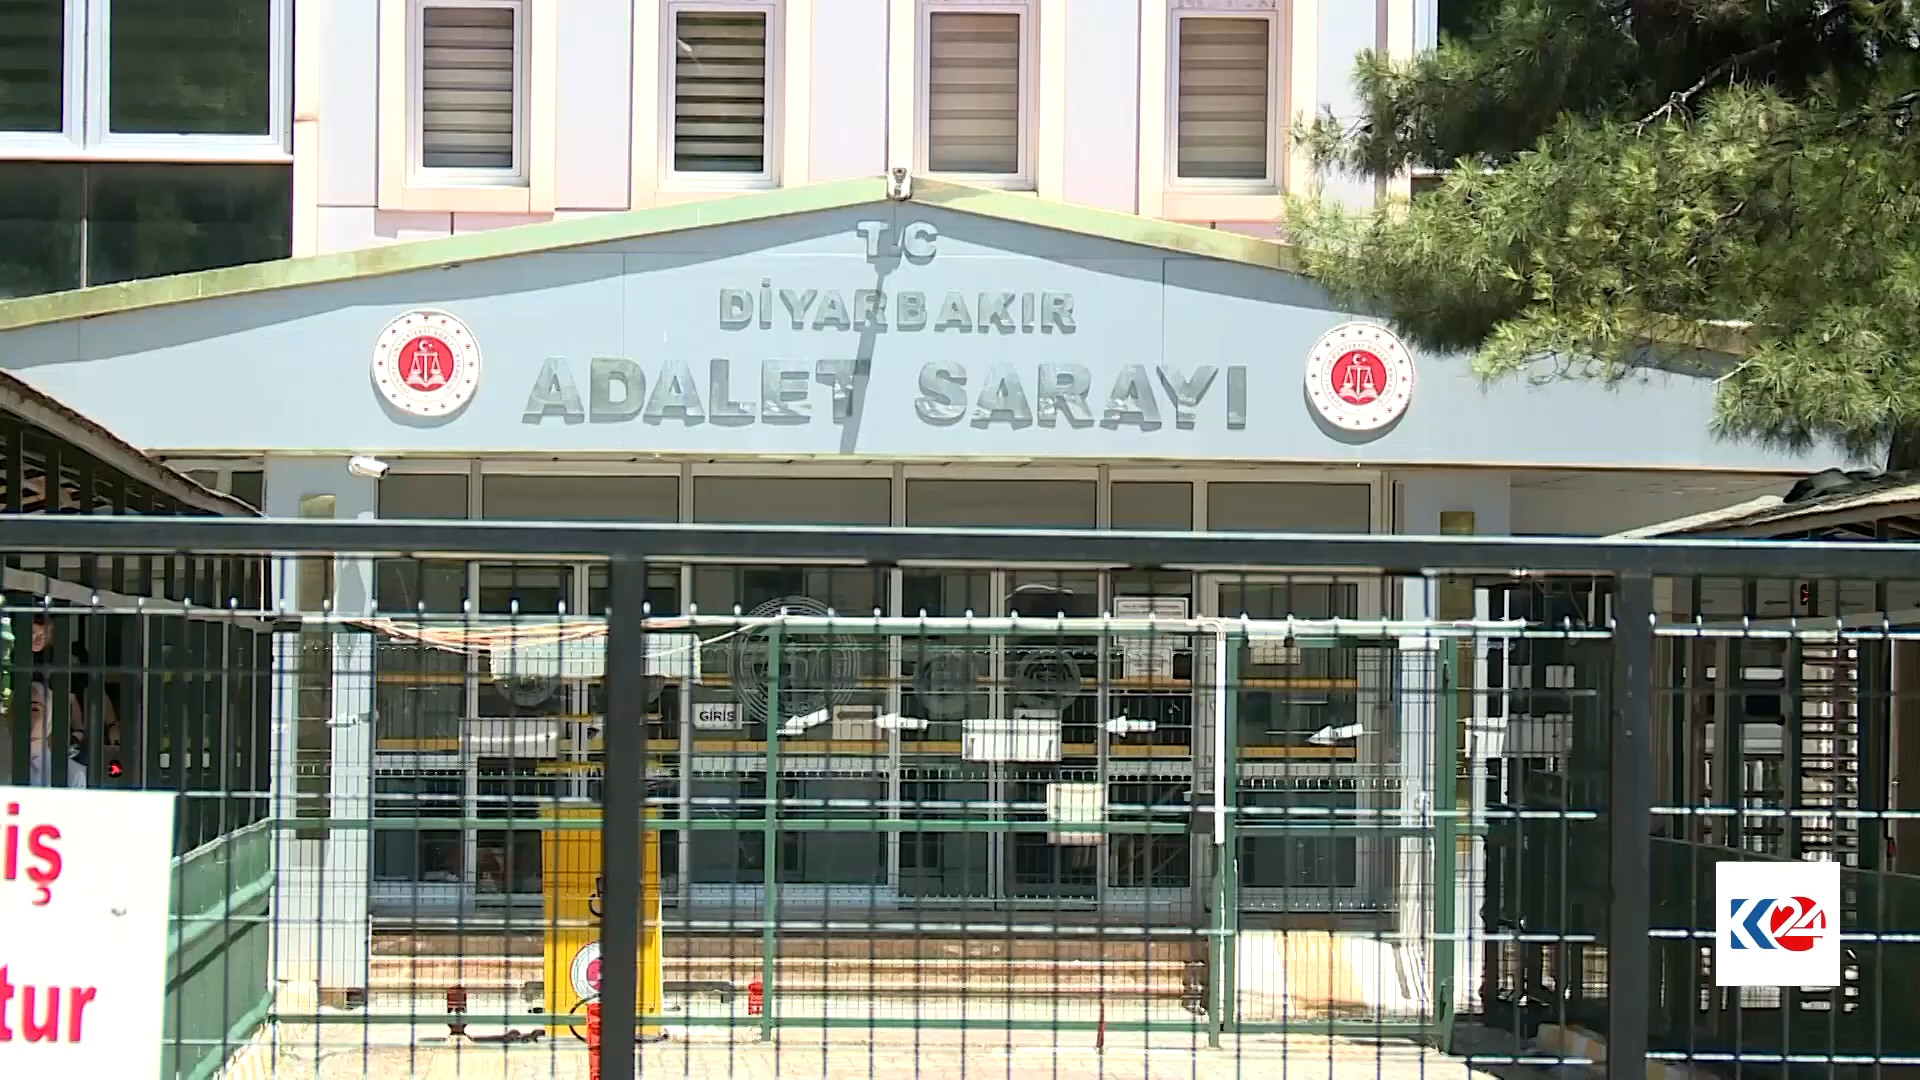 T.C
DİYARBAKIR
ADALET SARAYI
GİRİŞ
iş
tur
K24